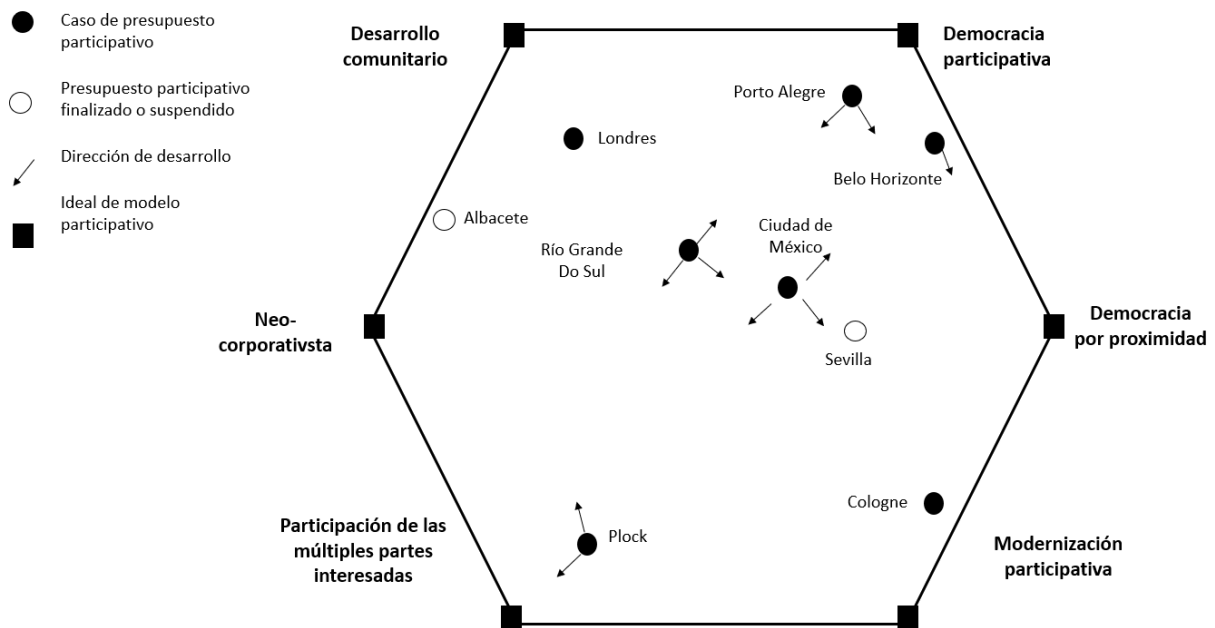 Caso de presupuesto
participativo
Presupuesto participativo
finalizado o suspendido
Dirección de desarrollo
Ideal de modelo
participativo
Desarrollo
comunitario
Democracia
participativa
Porto Alegre
Londres
Belo Horizonte
Albacete
Ciudad de
México
Río Grande
Do Sul
Neo-
corporativsta
Democracia
por proximidad
Sevilla
Cologne
Participación de las
múltiples partes
interesadas
Plock
Modernización
participativa